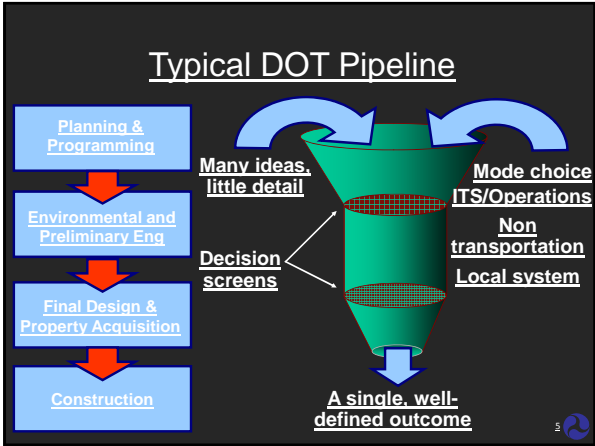 Typical DOT Pipeline
Planning &
Programming
Environmental and
Preliminary Eng
Final Design &
Property Acquisition
Construction
Many ideas,
little detail
Decision
screens
Mode choice
ITS/Operations
Non
transportation
Local system
A single, well-
defined outcome
5